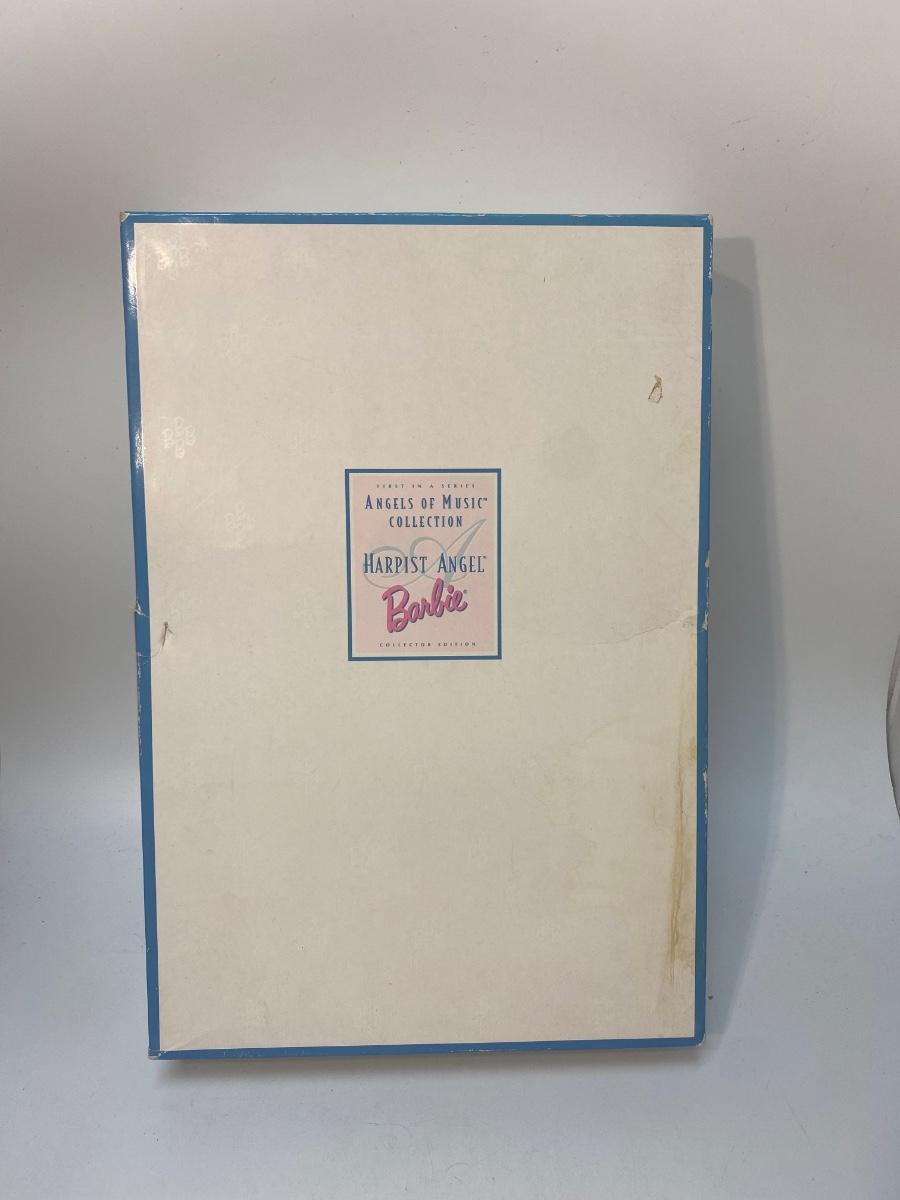 FIRST IN A SERIES
ANGELS OF MUSIC™
COLLECTION
A
HARPIST ANGEL™
Barbie®
COLLECTOR EDITION